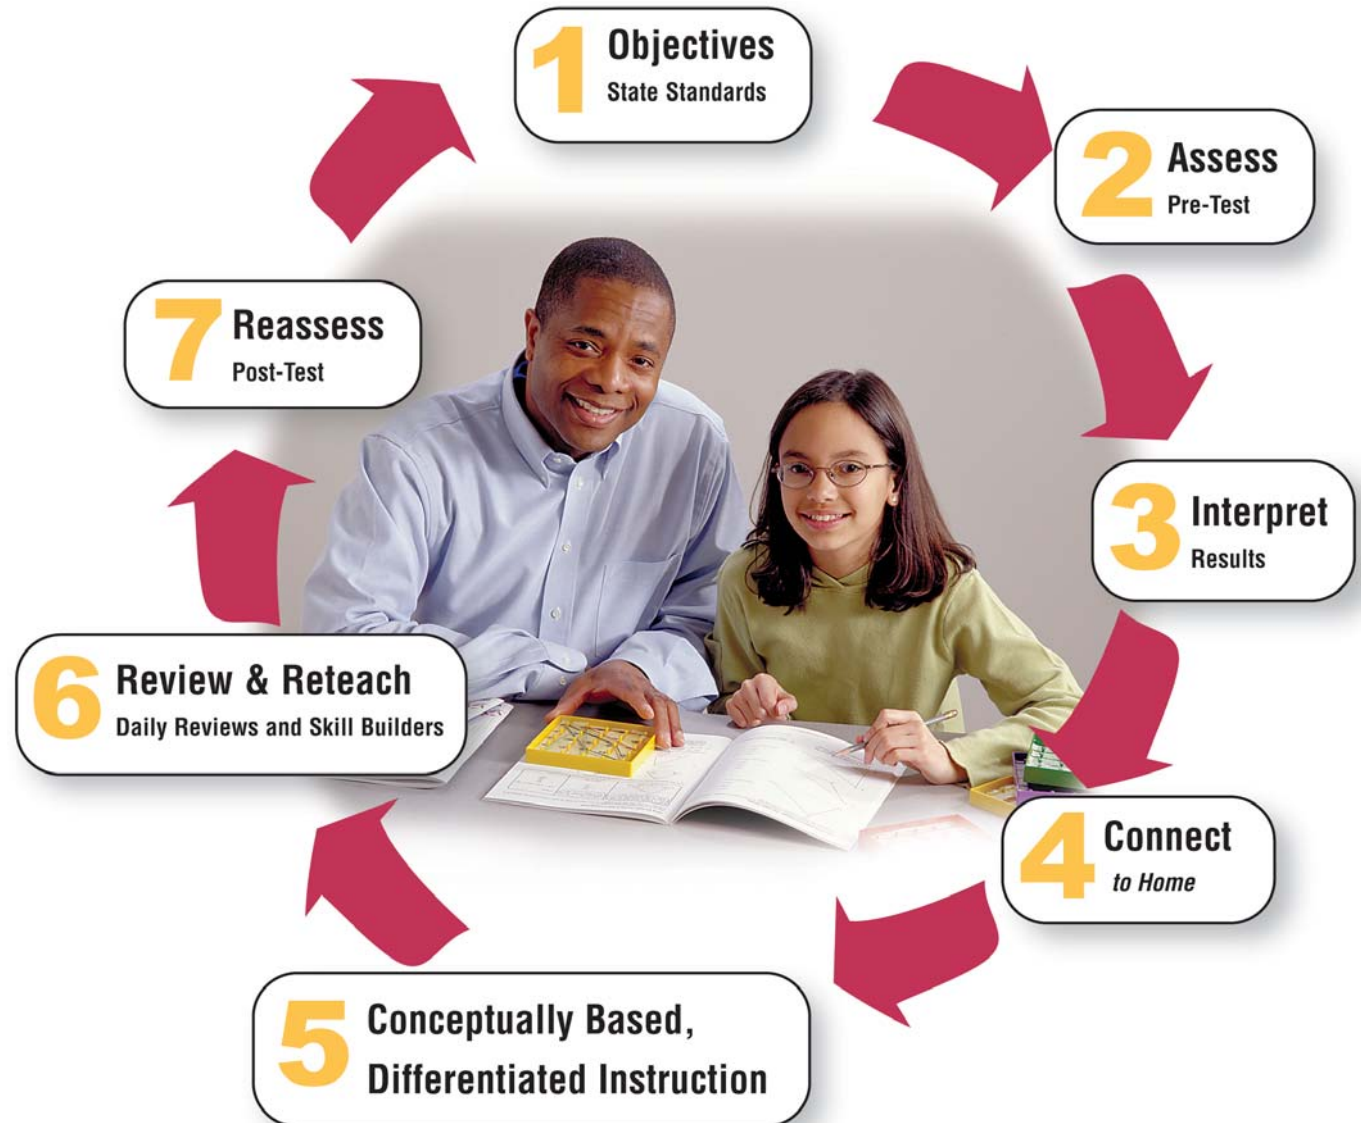 1
Objectives
State Standards
2
Assess
Pre-Test
3
Interpret
Results
4
Connect
to Home
5
Conceptually Based,
Differentiated Instruction
6
Review & Reteach
Daily Reviews and Skill Builders
7
Reassess
Post-Test